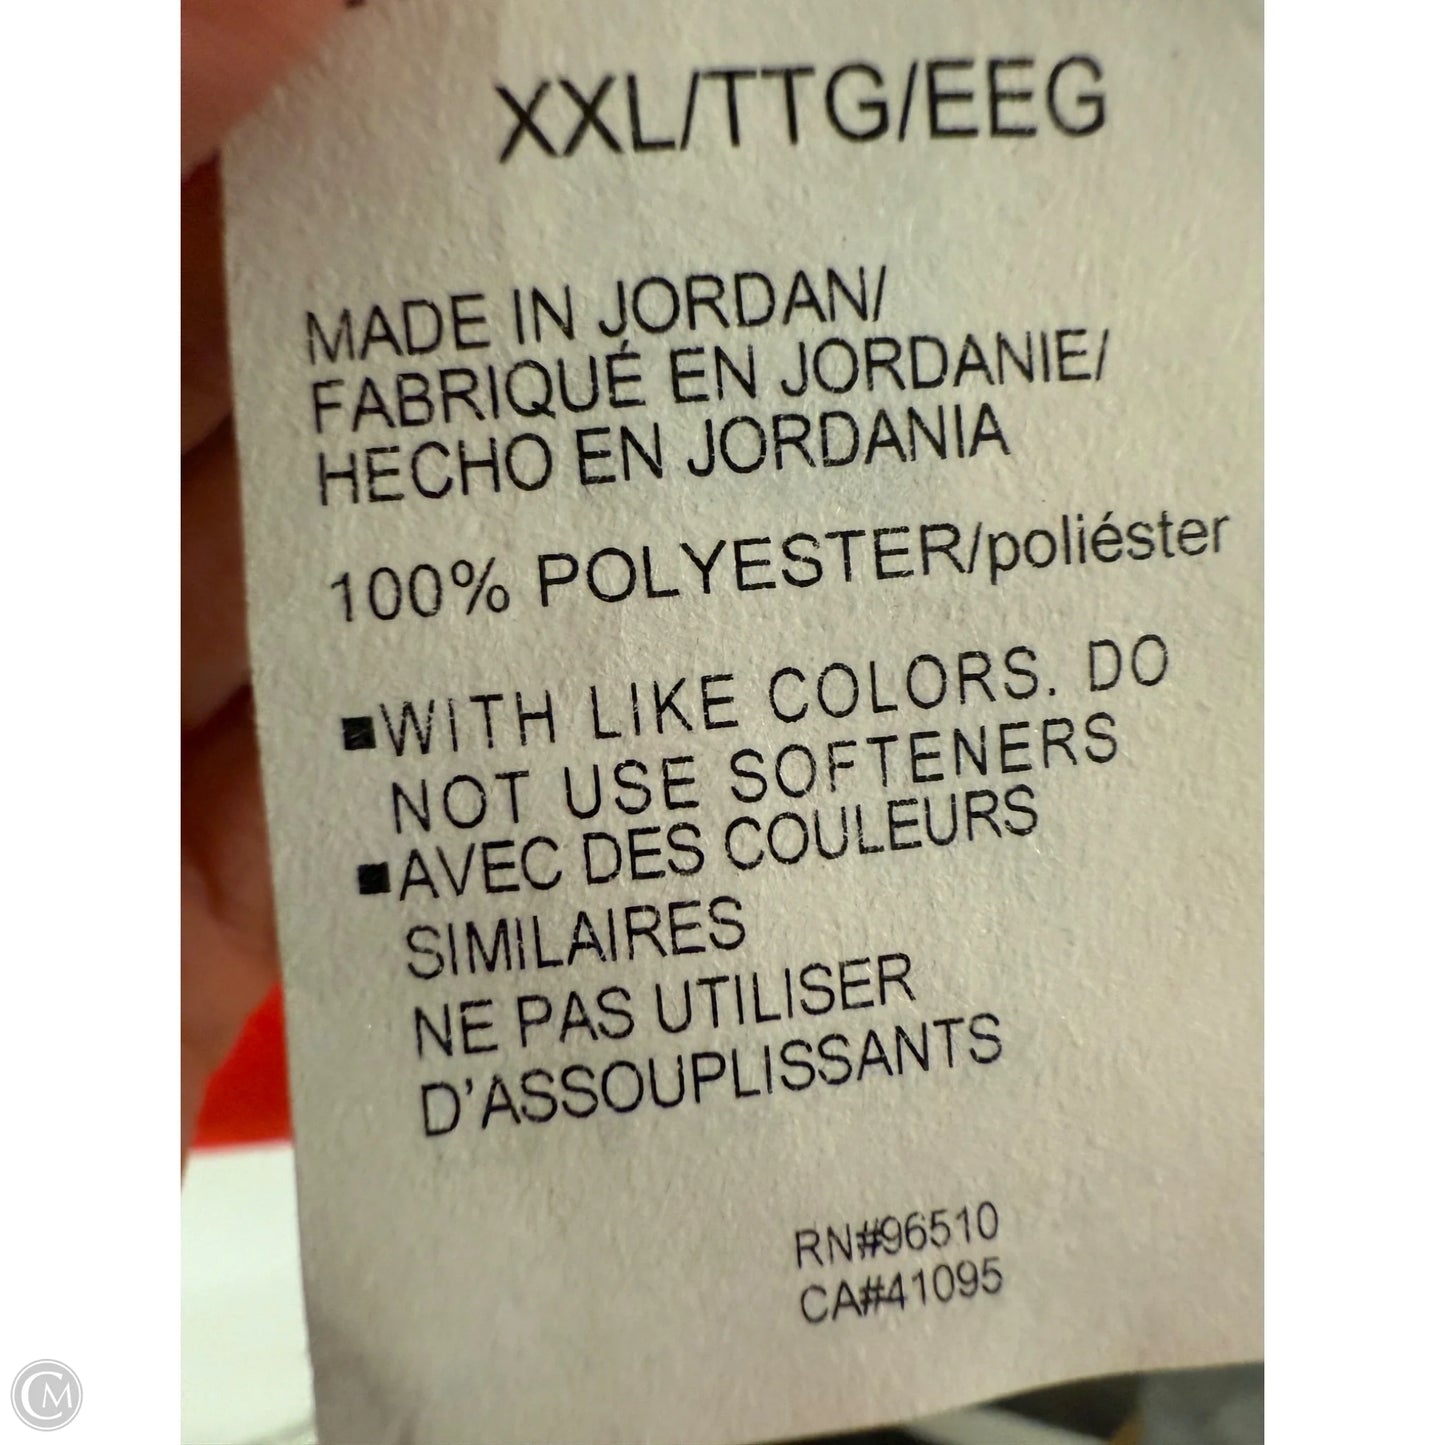 XXL/TTG/EEG
MADE IN JORDAN/
FABRIQUÉ EN JORDANIE/
HECHO EN JORDANIA
100% POLYESTER/poliéster
■WITH LIKE COLORS. DO
NOT USE SOFTENERS
■AVEC DES COULEURS
SIMILAIRES
NE PAS UTILISER
D'ASSOUPLISSANTS
RN#96510
CA#41095
CM